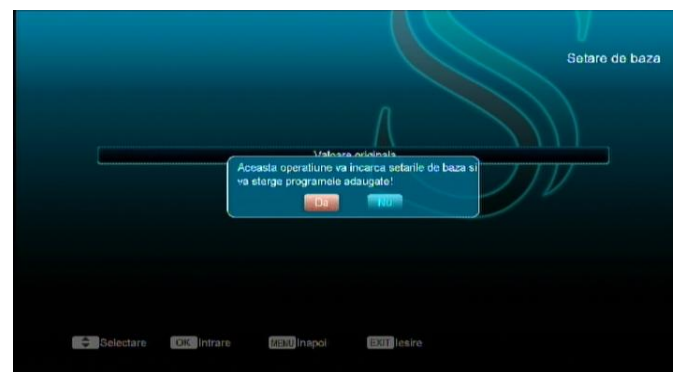 Setare de baza
Valoare originala
Aceasta operatiune va incarca setarile de baza si
va sterge programele adaugate!
Da Nu
Selectare OK Intrare MENU Inapoi EXIT Iesire